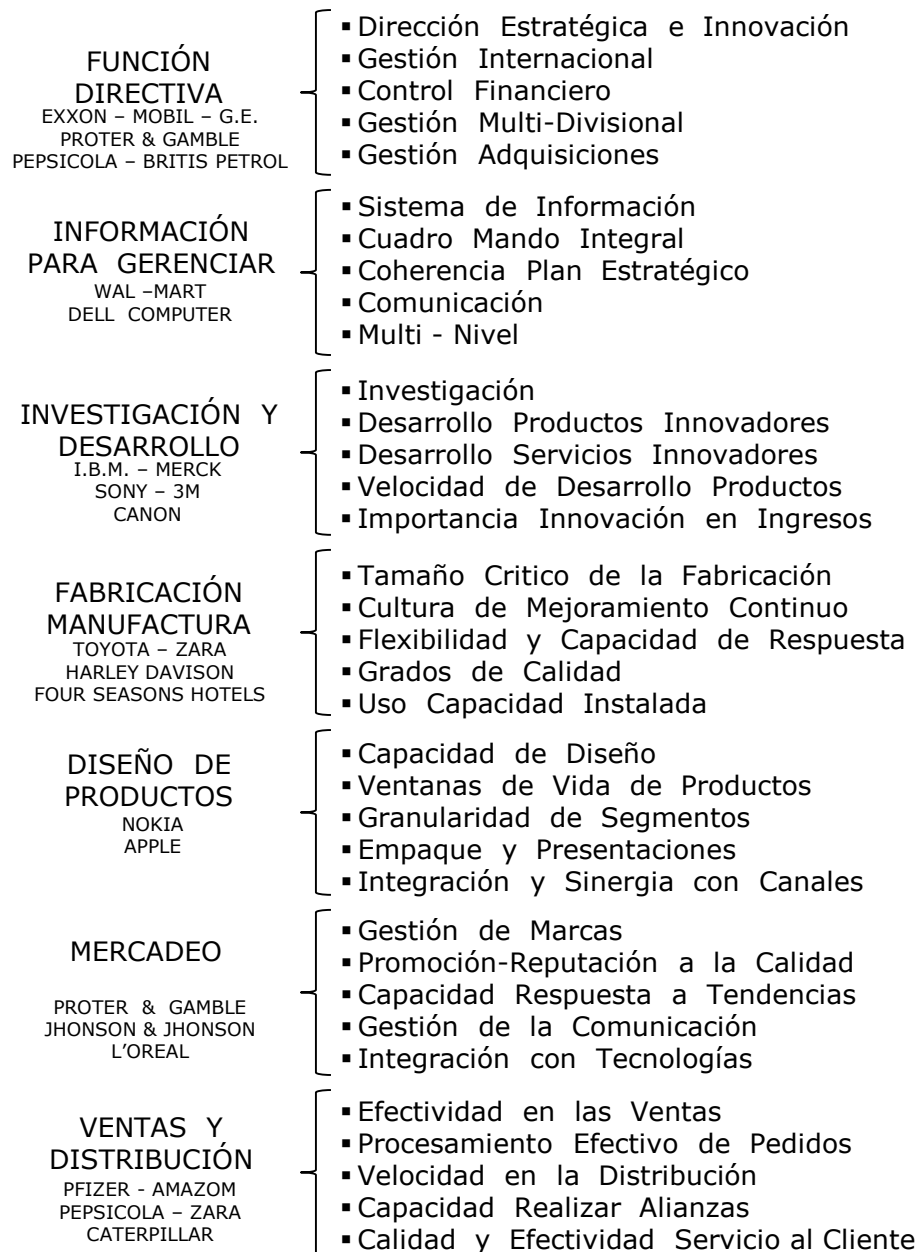 FUNCIÓN
DIRECTIVA
EXXON – MOBIL – G.E.
PROTER & GAMBLE
PEPSICOLA – BRITIS PETROL
▪ Dirección Estratégica e Innovación
▪ Gestión Internacional
▪ Control Financiero
▪ Gestión Multi-Divisional
▪ Gestión Adquisiciones
INFORMACIÓN
PARA GERENCIAR
WAL –MART
DELL COMPUTER
▪ Sistema de Información
▪ Cuadro Mando Integral
▪ Coherencia Plan Estratégico
▪ Comunicación
▪ Multi - Nivel
INVESTIGACIÓN Y
DESARROLLO
I.B.M. – MERCK
SONY – 3M
CANON
▪ Investigación
▪ Desarrollo Productos Innovadores
▪ Desarrollo Servicios Innovadores
▪ Velocidad de Desarrollo Productos
▪ Importancia Innovación en Ingresos
FABRICACIÓN
MANUFACTURA
TOYOTA – ZARA
HARLEY DAVISON
FOUR SEASONS HOTELS
▪ Tamaño Critico de la Fabricación
▪ Cultura de Mejoramiento Continuo
▪ Flexibilidad y Capacidad de Respuesta
▪ Grados de Calidad
▪ Uso Capacidad Instalada
DISEÑO DE
PRODUCTOS
NOKIA
APPLE
▪ Capacidad de Diseño
▪ Ventanas de Vida de Productos
▪ Granularidad de Segmentos
▪ Empaque y Presentaciones
▪ Integración y Sinergia con Canales
MERCADEO
PROTER & GAMBLE
JHONSON & JHONSON
L'OREAL
▪ Gestión de Marcas
▪ Promoción-Reputación a la Calidad
▪ Capacidad Respuesta a Tendencias
▪ Gestión de la Comunicación
▪ Integración con Tecnologías
VENTAS Y
DISTRIBUCIÓN
PFIZER - AMAZOM
PEPSICOLA – ZARA
CATERPILLAR
▪ Efectividad en las Ventas
▪ Procesamiento Efectivo de Pedidos
▪ Velocidad en la Distribución
▪ Capacidad Realizar Alianzas
▪ Calidad y Efectividad Servicio al Cliente